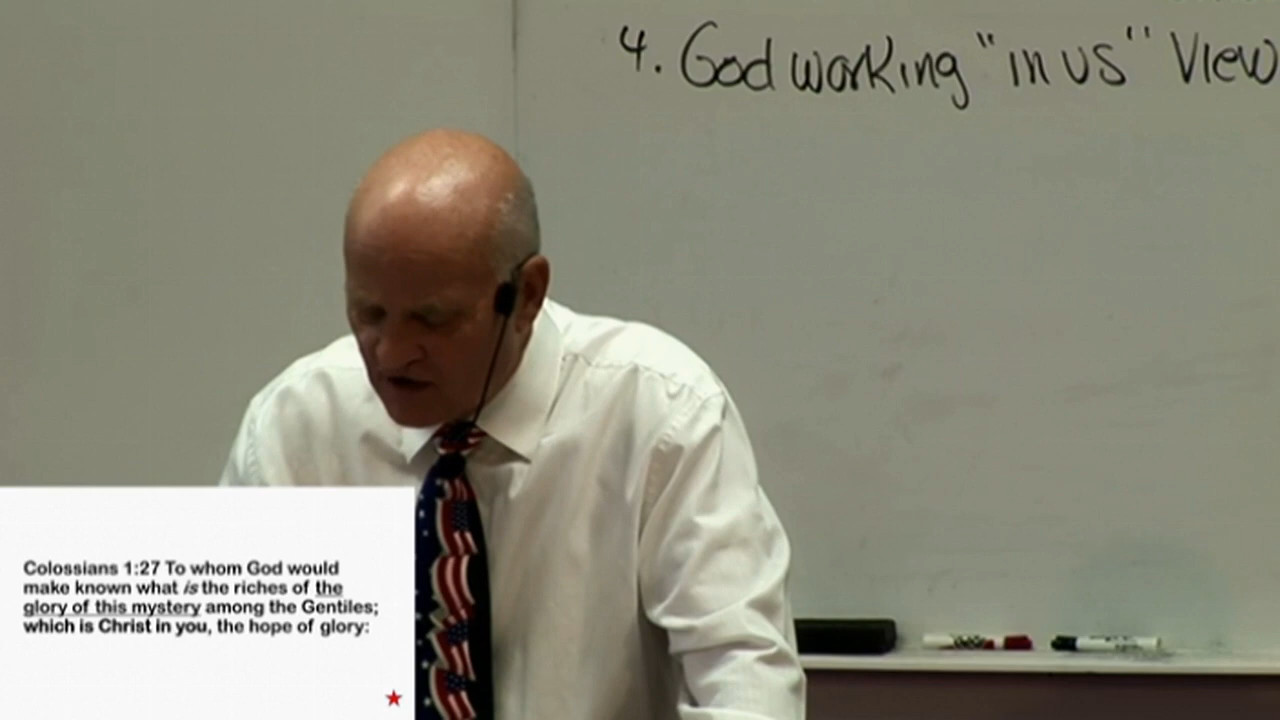 4. God working "in us" View
Colossians 1:27 To whom God would
make known what is the riches of the
glory of this mystery among the Gentiles;
which is Christ in you, the hope of glory: